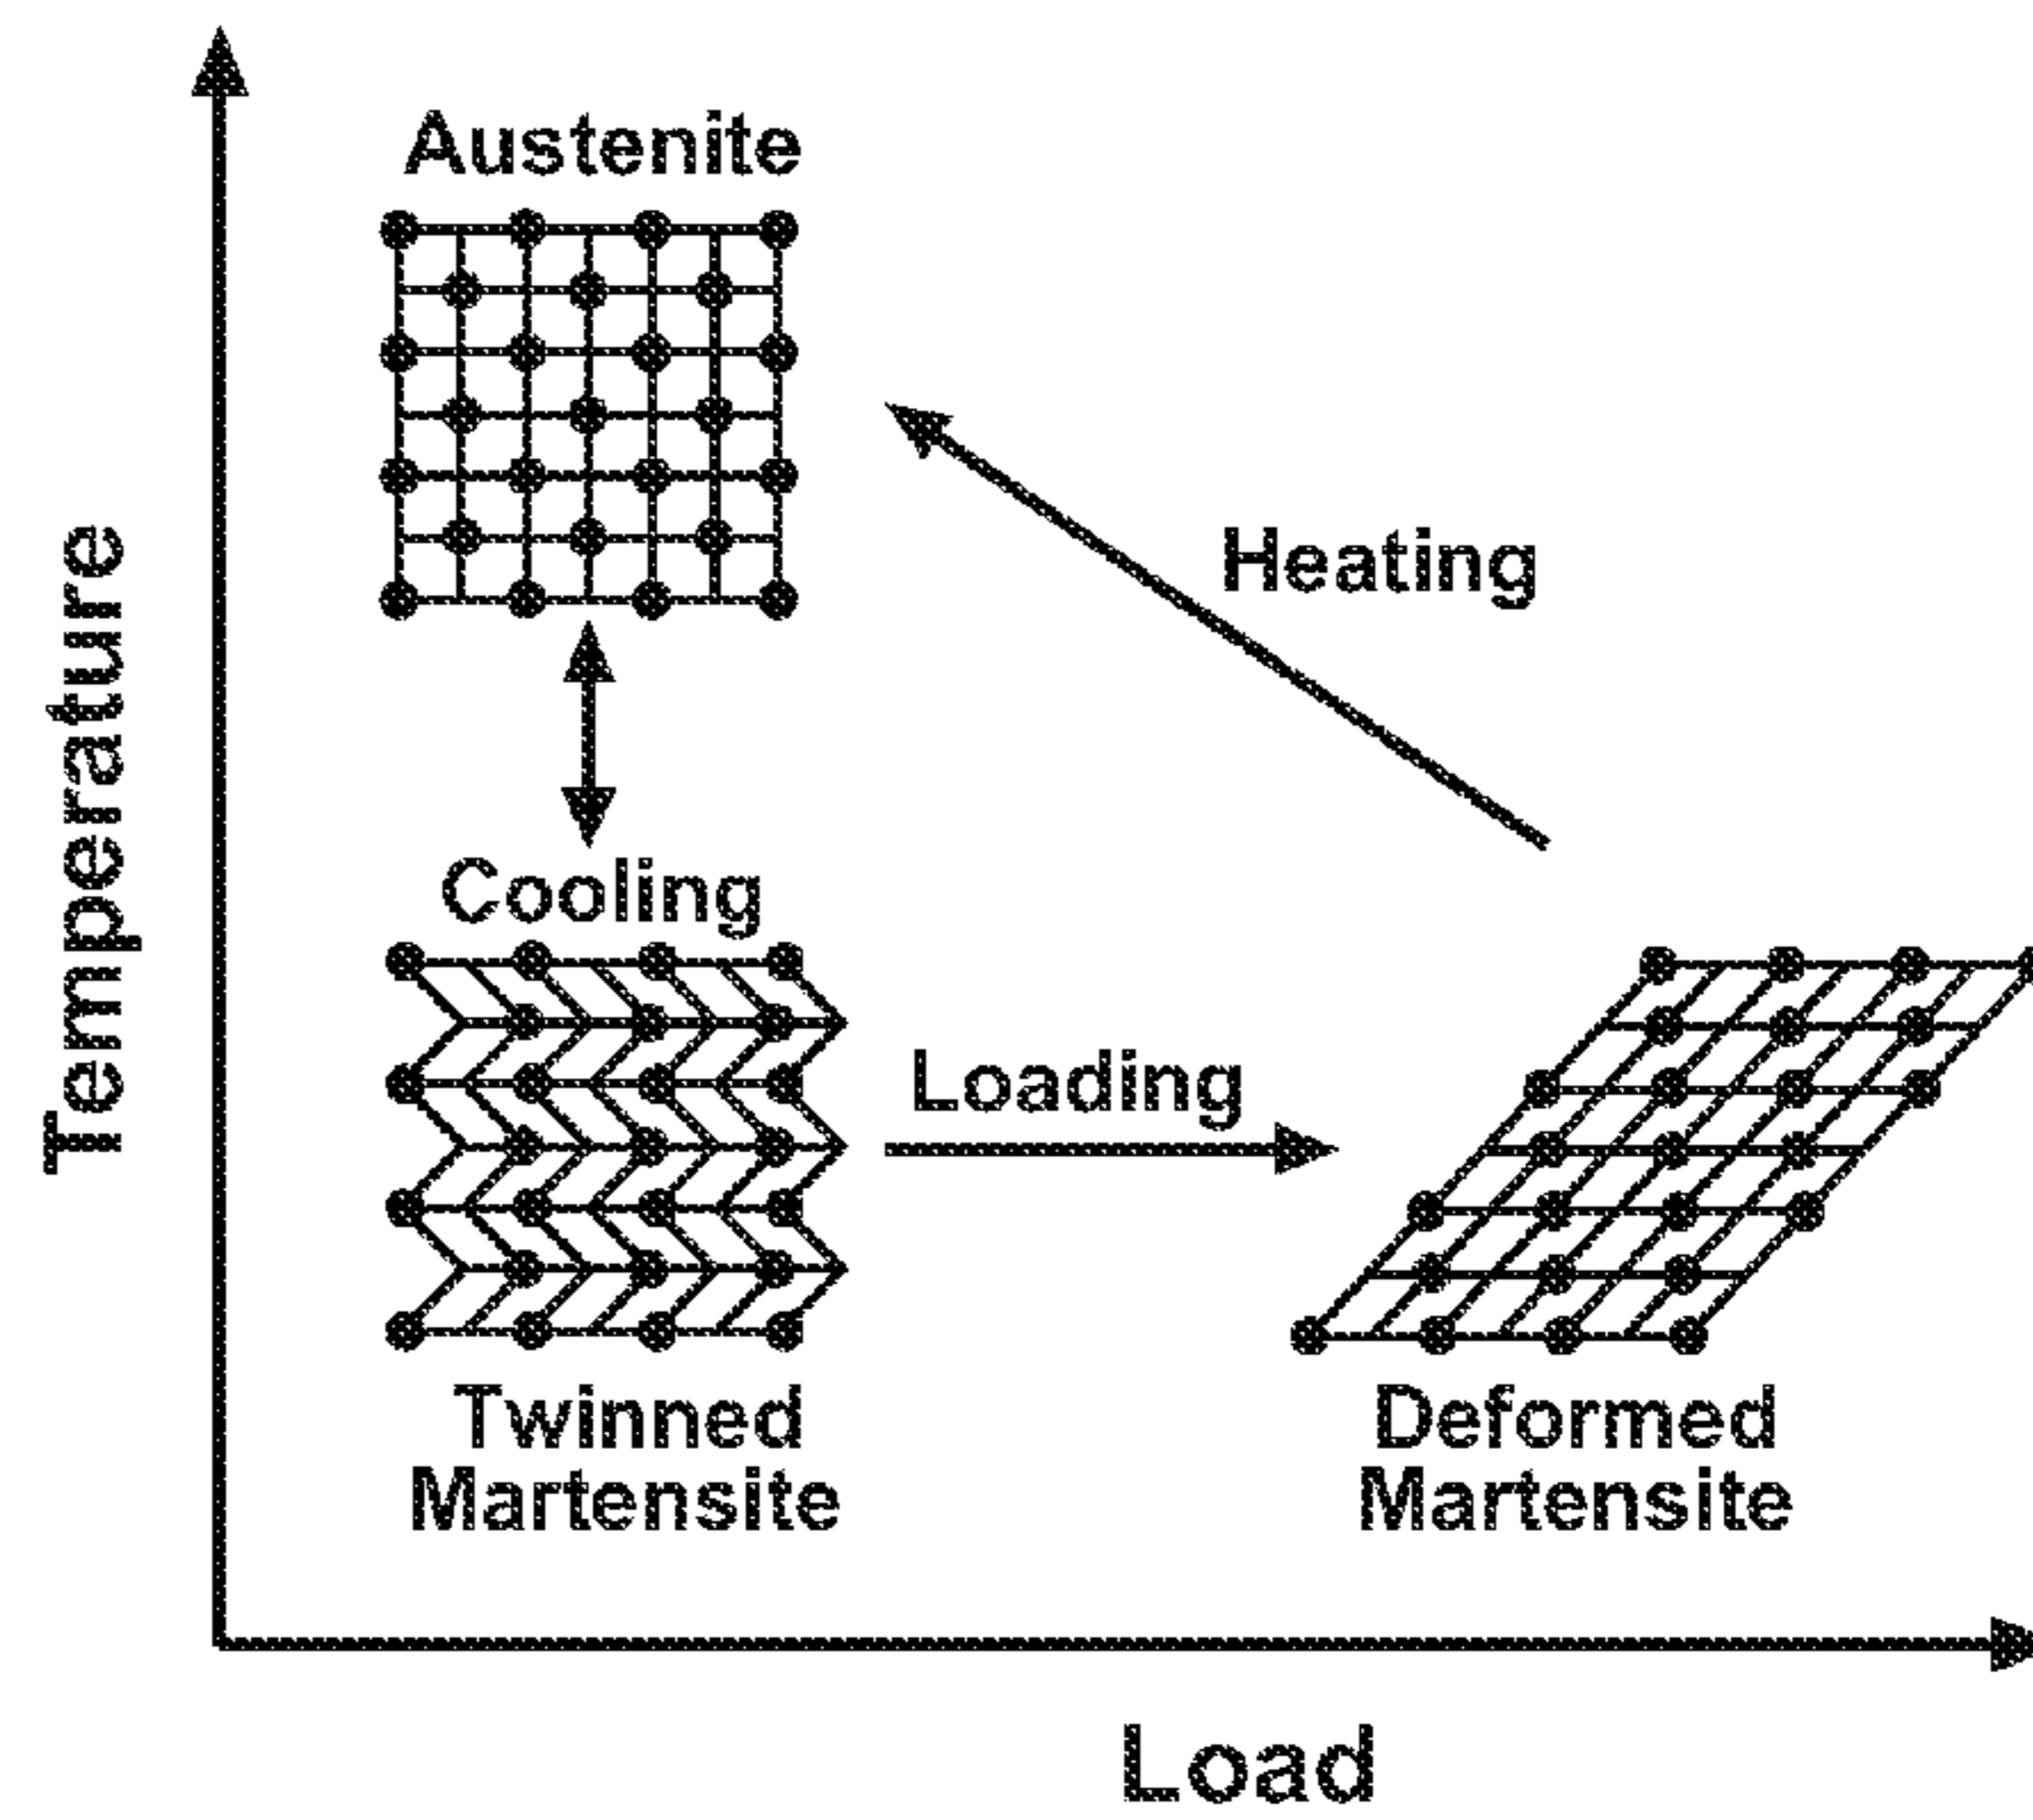 Austenite
Heating
Temperature
Cooling
Loading
Twinned
Martensite
Deformed
Martensite
Load